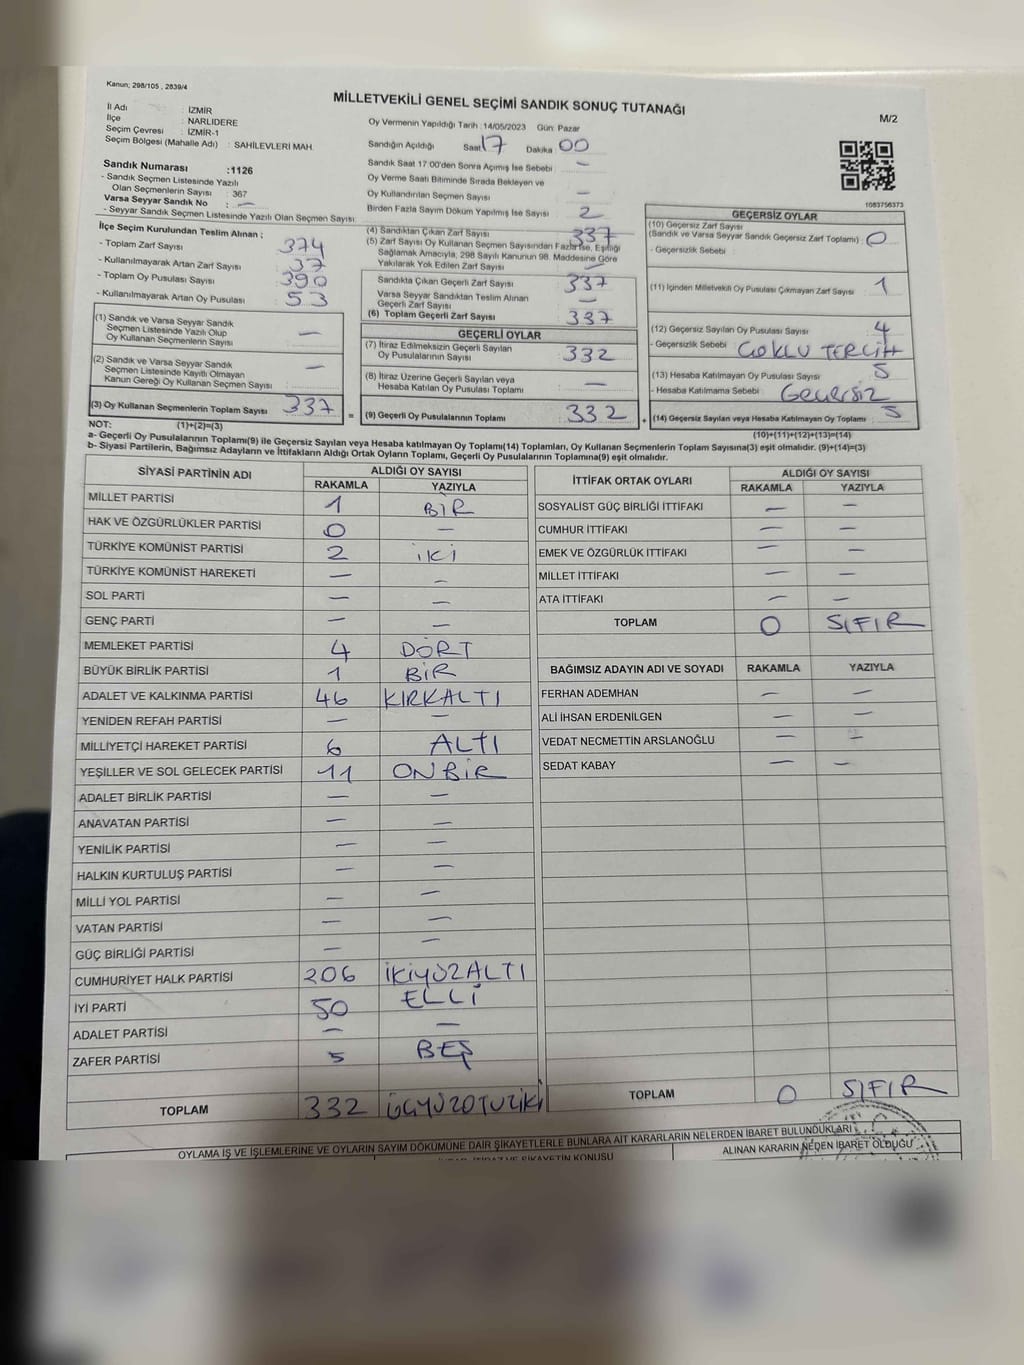 Kanun; 298/105 , 2839/4
MİLLETVEKİLİ GENEL SEÇİMİ SANDIK SONUÇ TUTANAĞI
M/2
İl Adı : İZMİR
İlçe : NARLIDERE
Seçim Çevresi : İZMİR-1
Seçim Bölgesi (Mahalle Adı) : SAHİLEVLERİ MAH.
Sandık Numarası : 1126
- Sandık Seçmen Listesinde Yazılı
Olan Seçmenlerin Sayısı : 367
Varsa Seyyar Sandık No : —
- Seyyar Sandık Seçmen Listesinde Yazılı Olan Seçmen Sayısı:
Oy Vermenin Yapıldığı Tarih :14/05/2023 Gün: Pazar
Sandığın Açıldığı Saat 17 Dakika 00
Sandık Saat 17:00'den Sonra Açımış İse Sebebi : —
Oy Verme Saati Bitiminde Sırada Bekleyen ve
Oy Kullandırılan Seçmen Sayısı —
Birden Fazla Sayım Döküm Yapılmış İse Sayısı 2
1083756373
İlçe Seçim Kurulundan Teslim Alınan ;
- Toplam Zarf Sayısı 374
- Kullanılmayarak Artan Zarf Sayısı 37
- Toplam Oy Pusulası Sayısı 390
- Kullanılmayarak Artan Oy Pusulası 53
(1) Sandık ve Varsa Seyyar Sandık
Seçmen Listesinde Yazılı Olup
Oy Kullanan Seçmenlerin Sayısı —
(2) Sandık ve Varsa Seyyar Sandık
Seçmen Listesinde Kayıtlı Olmayan
Kanun Gereği Oy Kullanan Seçmen Sayısı —
(3) Oy Kullanan Seçmenlerin Toplam Sayısı 337 =
(4) Sandıktan Çıkan Zarf Sayısı 337
(5) Zarf Sayısı Oy Kullanan Seçmen Sayısından Fazla İse, Eşitliği
Sağlamak Amacıyla; 298 Sayılı Kanunun 98. Maddesine Göre
Yakılarak Yok Edilen Zarf Sayısı —
Sandıkta Çıkan Geçerli Zarf Sayısı 337
Varsa Seyyar Sandıktan Teslim Alınan
Geçerli Zarf Sayısı —
(6) Toplam Geçerli Zarf Sayısı 337
GEÇERLİ OYLAR
(7) İtiraz Edilmeksizin Geçerli Sayılan
Oy Pusulalarının Sayısı 332
(8) İtiraz Üzerine Geçerli Sayılan veya
Hesaba Katılan Oy Pusulası Toplamı —
(9) Geçerli Oy Pusulalarının Toplamı 332 +
GEÇERSİZ OYLAR
(10) Geçersiz Zarf Sayısı
(Sandık ve Varsa Seyyar Sandık Geçersiz Zarf Toplamı) : 0
- Geçersizlik Sebebi :
(11) İçinden Milletvekili Oy Pusulası Çıkmayan Zarf Sayısı 1
(12) Geçersiz Sayılan Oy Pusulası Sayısı 4
- Geçersizlik Sebebi ÇOKLU TERCİH
(13) Hesaba Katılmayan Oy Pusulası Sayısı 5
- Hesaba Katılmama Sebebi : Geçersiz
(14) Geçersiz Sayılan veya Hesaba Katılmayan Oy Toplamı 5
NOT: (1)+(2)=(3) (10)+(11)+(12)+(13)=(14)
a- Geçerli Oy Pusulalarının Toplamı(9) ile Geçersiz Sayılan veya Hesaba katılmayan Oy Toplamı(14) Toplamları, Oy Kullanan Seçmenlerin Toplam Sayısına(3) eşit olmalıdır. (9)+(14)=(3)
b- Siyasi Partilerin, Bağımsız Adayların ve İttifakların Aldığı Ortak Oyların Toplamı, Geçerli Oy Pusulalarının Toplamına(9) eşit olmalıdır.
SİYASİ PARTİNİN ADI ALDIĞI OY SAYISI
RAKAMLA YAZIYLA
MİLLET PARTİSİ 1 BİR
HAK VE ÖZGÜRLÜKLER PARTİSİ 0 —
TÜRKİYE KOMÜNİST PARTİSİ 2 İKİ
TÜRKİYE KOMÜNİST HAREKETİ — —
SOL PARTİ — —
GENÇ PARTİ — —
MEMLEKET PARTİSİ 4 DÖRT
BÜYÜK BİRLİK PARTİSİ 1 BİR
ADALET VE KALKINMA PARTİSİ 46 KIRKALTI
YENİDEN REFAH PARTİSİ — —
MİLLİYETÇİ HAREKET PARTİSİ 6 ALTI
YEŞİLLER VE SOL GELECEK PARTİSİ 11 ONBİR
ADALET BİRLİK PARTİSİ — —
ANAVATAN PARTİSİ — —
YENİLİK PARTİSİ — —
HALKIN KURTULUŞ PARTİSİ — —
MİLLİ YOL PARTİSİ — —
VATAN PARTİSİ — —
GÜÇ BİRLİĞİ PARTİSİ — —
CUMHURİYET HALK PARTİSİ 206 İKİYÜZALTI
İYİ PARTİ 50 ELLİ
ADALET PARTİSİ — —
ZAFER PARTİSİ 5 BEŞ
TOPLAM 332 ÜÇYÜZOTUZİKİ
İTTİFAK ORTAK OYLARI ALDIĞI OY SAYISI
RAKAMLA YAZIYLA
SOSYALİST GÜÇ BİRLİĞİ İTTİFAKI — —
CUMHUR İTTİFAKI — —
EMEK VE ÖZGÜRLÜK İTTİFAKI — —
MİLLET İTTİFAKI — —
ATA İTTİFAKI — —
TOPLAM 0 SIFIR
BAĞIMSIZ ADAYIN ADI VE SOYADI RAKAMLA YAZIYLA
FERHAN ADEMHAN — —
ALİ İHSAN ERDENİLGEN — —
VEDAT NECMETTİN ARSLANOĞLU — —
SEDAT KABAY — —
TOPLAM 0 SIFIR
OYLAMA İŞ VE İŞLEMLERİNE VE OYLARIN SAYIM DÖKÜMÜNE DAİR ŞİKAYETLERLE BUNLARA AİT KARARLARIN NELERDEN İBARET BULUNDUKLARI
ALINAN KARARIN NEDEN İBARET OLDUĞU